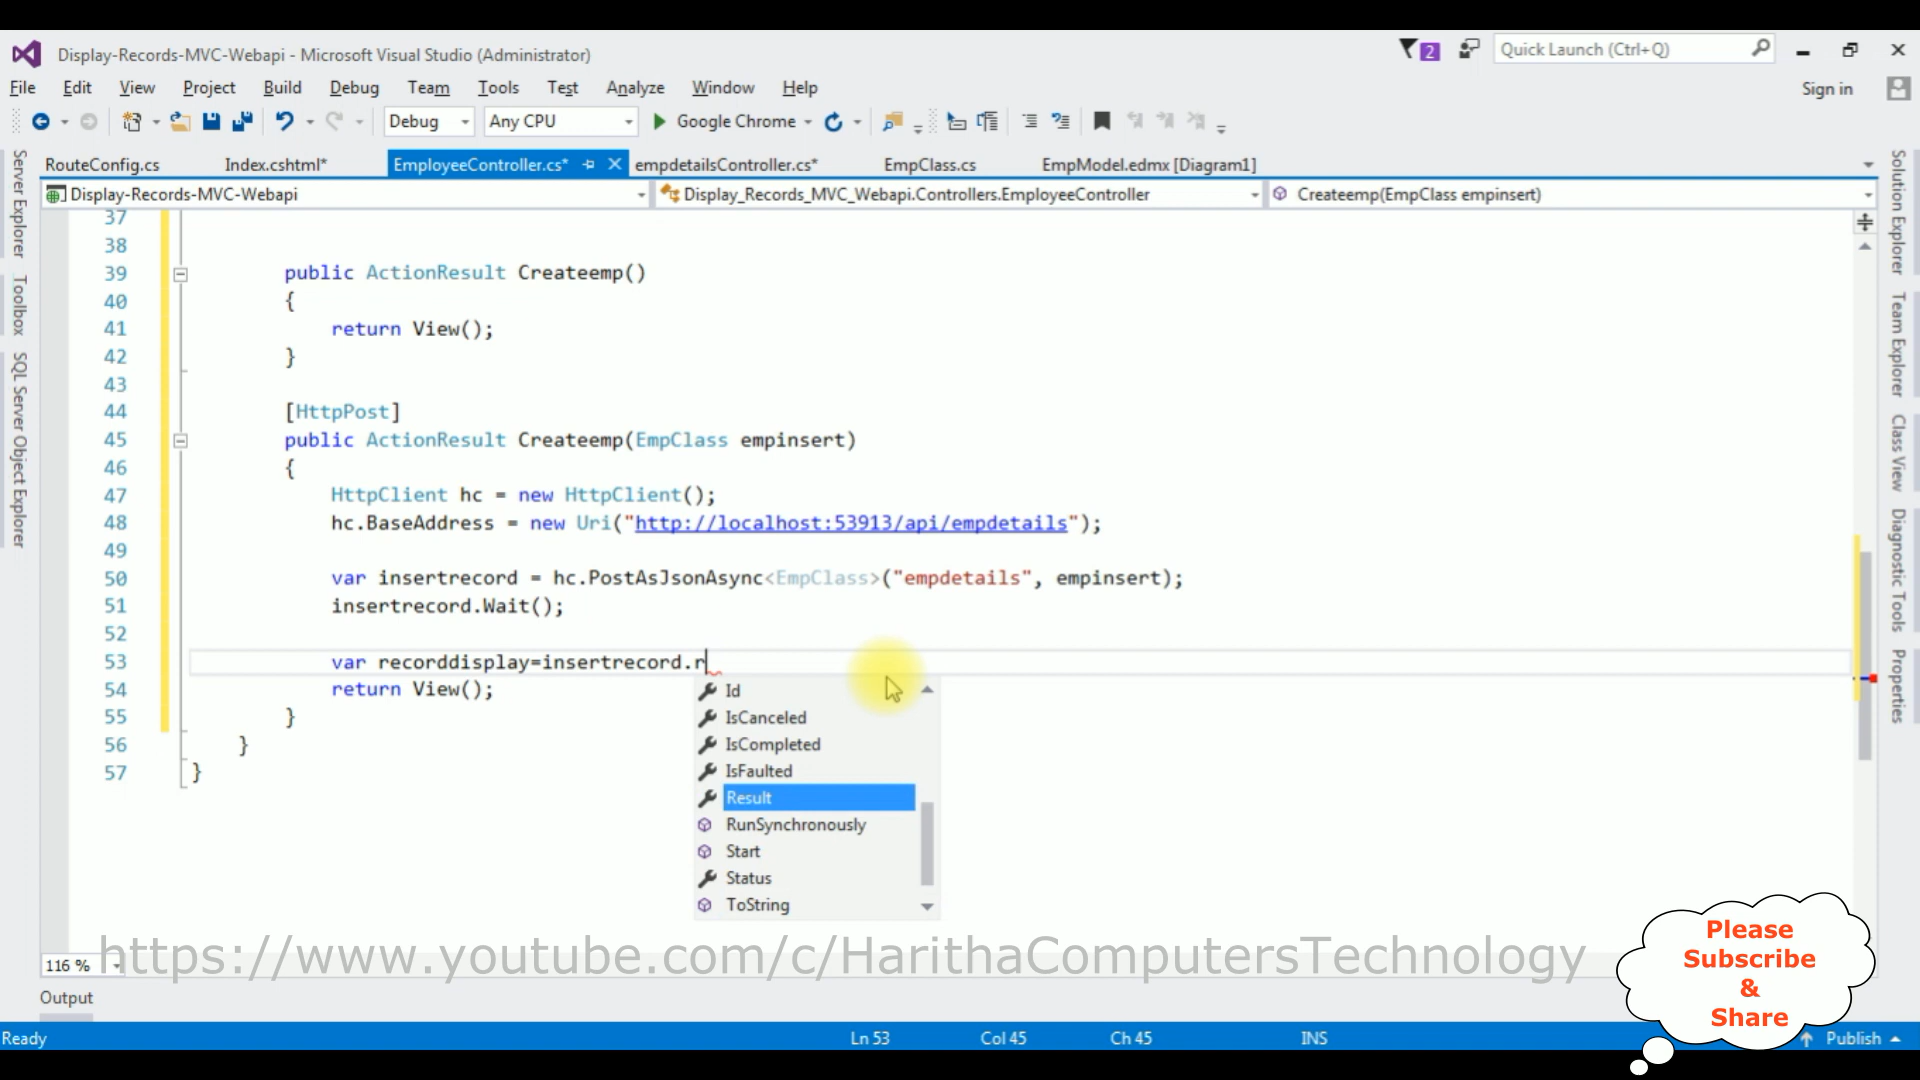 Display-Records-MVC-Webapi - Microsoft Visual Studio (Administrator)
2
Quick Launch (Ctrl+Q)
File Edit View Project Build Debug Team Tools Test Analyze Window Help
Sign in
Debug
Any CPU
Google Chrome
RouteConfig.cs
Index.cshtml*
EmployeeController.cs*
empdetailsController.cs*
EmpClass.cs
EmpModel.edmx [Diagram1]
Display-Records-MVC-Webapi
Display_Records_MVC_Webapi.Controllers.EmployeeController
Createemp(EmpClass empinsert)
Server Explorer
Toolbox
SQL Server Object Explorer
37
38
39 public ActionResult Createemp()
40 {
41 return View();
42 }
43
44 [HttpPost]
45 public ActionResult Createemp(EmpClass empinsert)
46 {
47 HttpClient hc = new HttpClient();
48 hc.BaseAddress = new Uri("http://localhost:53913/api/empdetails");
49
50 var insertrecord = hc.PostAsJsonAsync<EmpClass>("empdetails", empinsert);
51 insertrecord.Wait();
52
53 var recorddisplay=insertrecord.r
54 return View();
55 }
56 }
57 }
Id
IsCanceled
IsCompleted
IsFaulted
Result
RunSynchronously
Start
Status
ToString
Solution Explorer
Team Explorer
Class View
Diagnostic Tools
Properties
116 %
https://www.youtube.com/c/HarithaComputersTechnology
Please
Subscribe
&
Share
Output
Ready
Ln 53
Col 45
Ch 45
INS
Publish